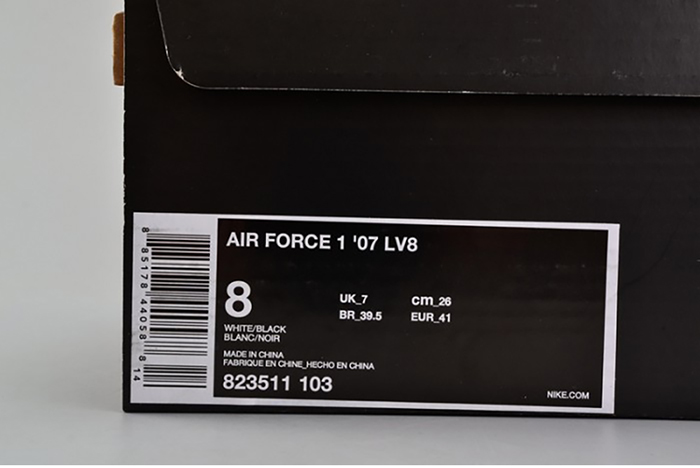 AIR FORCE 1 '07 LV8
8
UK_7 cm_26
BR_39.5 EUR_41
WHITE/BLACK
BLANC/NOIR
MADE IN CHINA
FABRIQUE EN CHINE_HECHO EN CHINA
823511 103
NIKE.COM
8 85178 44058 8 14